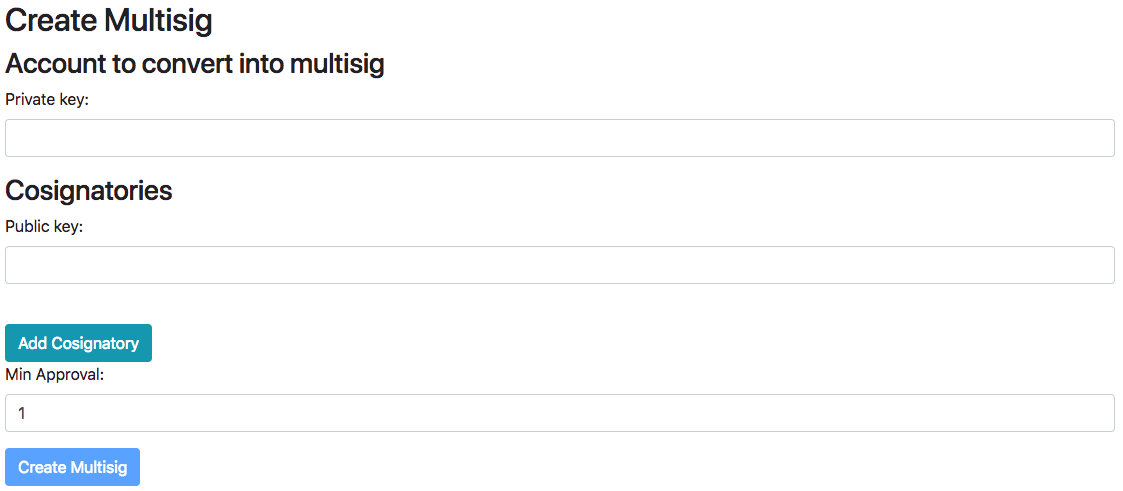 Create Multisig
Account to convert into multisig
Private key:
Cosignatories
Public key:
Add Cosignatory
Min Approval:
1
Create Multisig